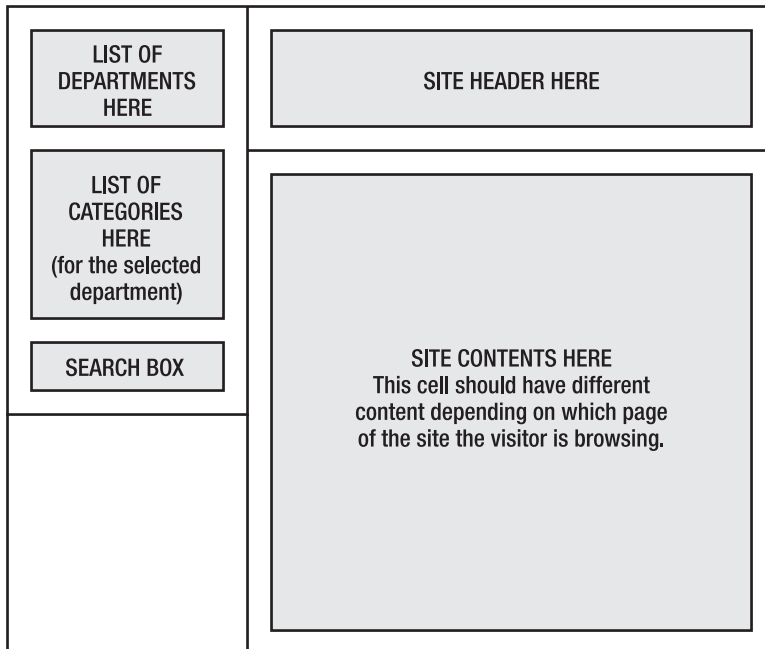 LIST OF
DEPARTMENTS
HERE
LIST OF
CATEGORIES
HERE
(for the selected
department)
SEARCH BOX
SITE HEADER HERE
SITE CONTENTS HERE
This cell should have different
content depending on which page
of the site the visitor is browsing.